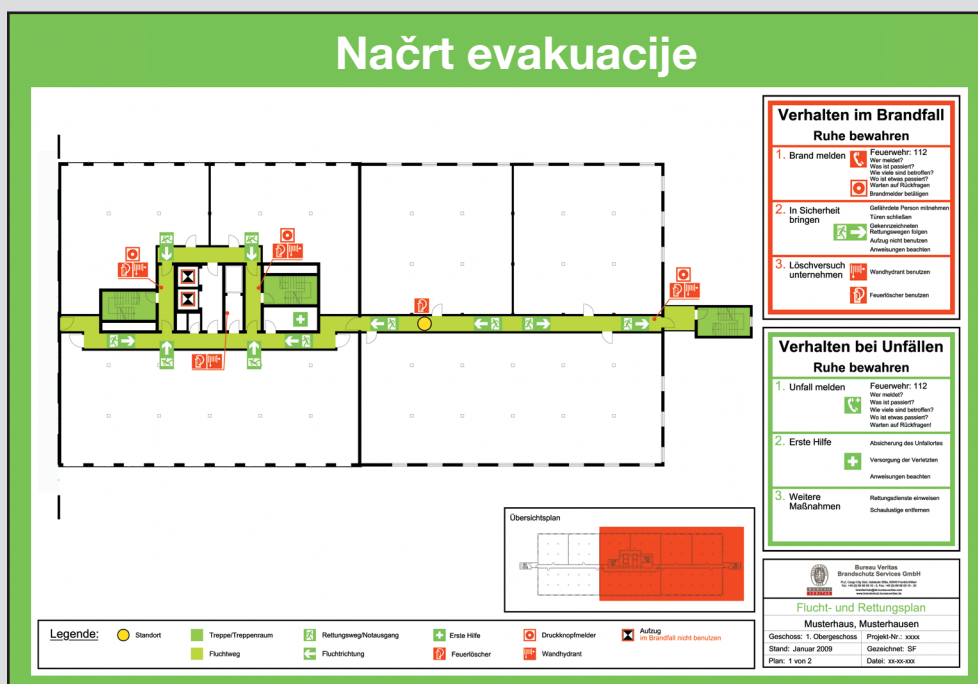 Načrt evakuacije
Verhalten im Brandfall
Ruhe bewahren
1. Brand melden
Feuerwehr: 112
Wer meldet?
Was ist passiert?
Wie viele sind betroffen?
Wo ist etwas passiert?
Warten auf Rückfragen
Brandmelder betätigen
2. In Sicherheit
bringen
Gefährdete Person mitnehmen
Türen schließen
Gekennzeichneten
Rettungswegen folgen
Aufzug nicht benutzen
Anweisungen beachten
3. Löschversuch
unternehmen
Wandhydrant benutzen
Feuerlöscher benutzen
Verhalten bei Unfällen
Ruhe bewahren
1. Unfall melden
Feuerwehr: 112
Wer meldet?
Was ist passiert?
Wie viele sind betroffen?
Wo ist etwas passiert?
Warten auf Rückfragen!
2. Erste Hilfe
Absicherung des Unfallortes
Versorgung der Verletzten
Anweisungen beachten
3. Weitere
Maßnahmen
Rettungsdienste einweisen
Schaulustige entfernen
Übersichtsplan
Bureau Veritas
Brandschutz Services GmbH
BUREAU
VERITAS
Flucht- und Rettungsplan
Musterhaus, Musterhausen
Geschoss: 1. Obergeschoss
Projekt-Nr.: xxxx
Stand: Januar 2009
Gezeichnet: SF
Plan: 1 von 2
Datei: xx-xx-xxx
Legende:
Standort
Treppe/Treppenraum
Rettungsweg/Notausgang
Erste Hilfe
Druckknopfmelder
Aufzug
im Brandfall nicht benutzen
Fluchtweg
Fluchtrichtung
Feuerlöscher
Wandhydrant